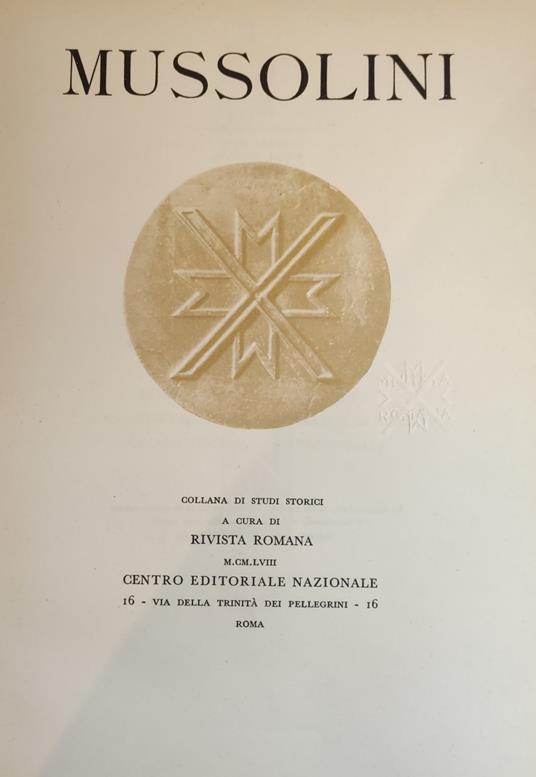 MUSSOLINI
COLLANA DI STUDI STORICI
A CURA DI
RIVISTA ROMANA
M.CM.LVIII
CENTRO EDITORIALE NAZIONALE
16 - VIA DELLA TRINITÀ DEI PELLEGRINI - 16
ROMA